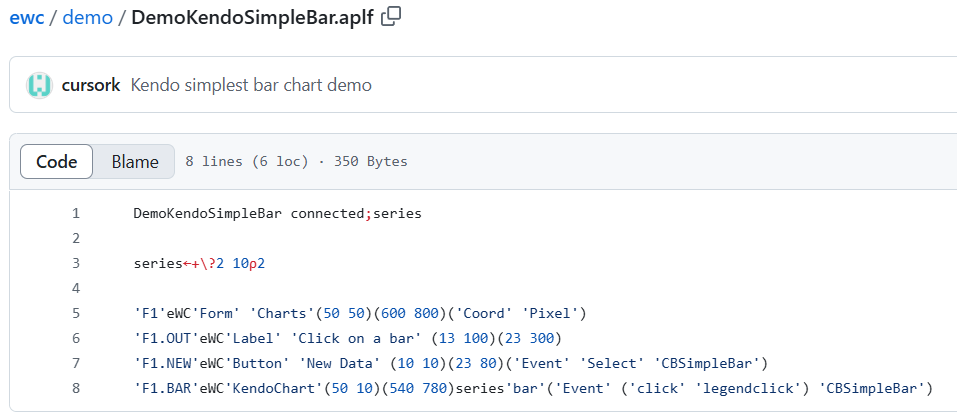 ewc / demo / DemoKendoSimpleBar.aplf
cursork Kendo simplest bar chart demo
Code Blame 8 lines (6 loc) · 350 Bytes
1 DemoKendoSimpleBar connected;series
2
3 series←+\?2 10⍴2
4
5 'F1'eWC'Form' 'Charts'(50 50)(600 800)('Coord' 'Pixel')
6 'F1.OUT'eWC'Label' 'Click on a bar' (13 100)(23 300)
7 'F1.NEW'eWC'Button' 'New Data' (10 10)(23 80)('Event' 'Select' 'CBSimpleBar')
8 'F1.BAR'eWC'KendoChart'(50 10)(540 780)series'bar'('Event' ('click' 'legendclick') 'CBSimpleBar')